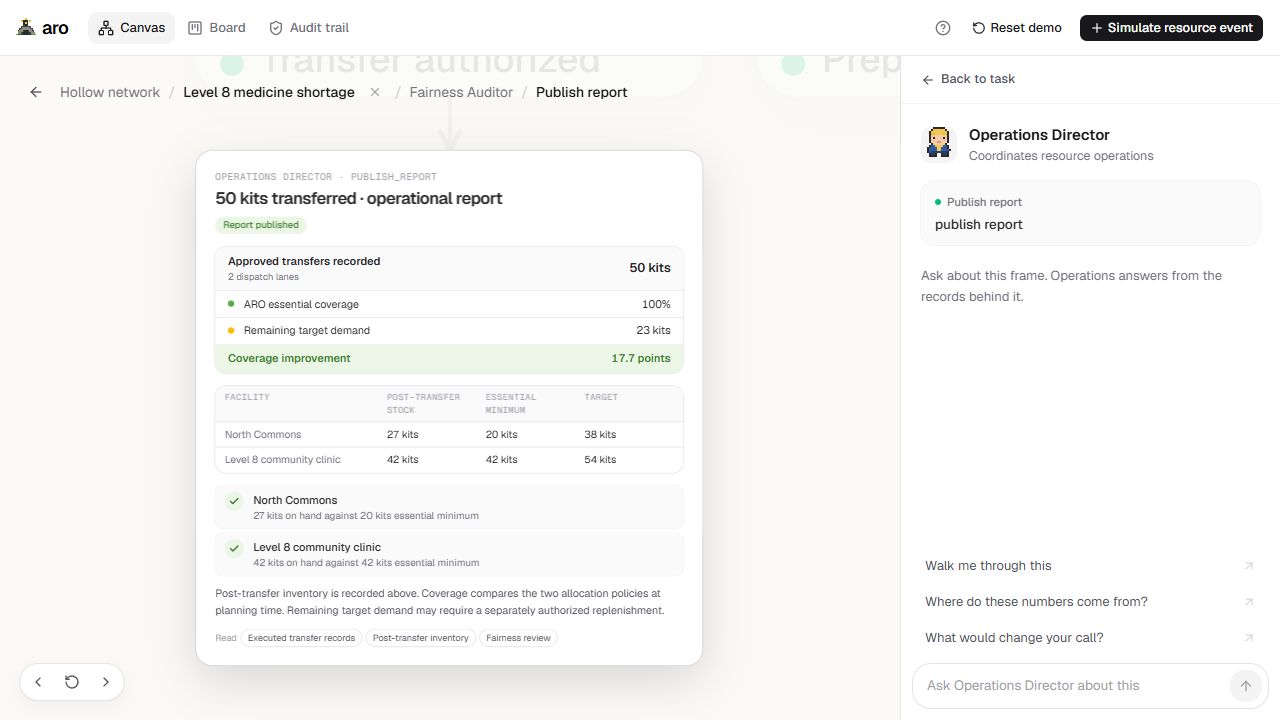 aro
Canvas
Board
Audit trail
Reset demo
Simulate resource event
Transfer authorized
Prep
Hollow network / Level 8 medicine shortage / Fairness Auditor / Publish report
OPERATIONS DIRECTOR · PUBLISH_REPORT
50 kits transferred · operational report
Report published
Approved transfers recorded
2 dispatch lanes
50 kits
ARO essential coverage 100%
Remaining target demand 23 kits
Coverage improvement 17.7 points
FACILITY POST-TRANSFER STOCK ESSENTIAL MINIMUM TARGET
North Commons 27 kits 20 kits 38 kits
Level 8 community clinic 42 kits 42 kits 54 kits
North Commons
27 kits on hand against 20 kits essential minimum
Level 8 community clinic
42 kits on hand against 42 kits essential minimum
Post-transfer inventory is recorded above. Coverage compares the two allocation policies at
planning time. Remaining target demand may require a separately authorized replenishment.
Read Executed transfer records Post-transfer inventory Fairness review
Back to task
Operations Director
Coordinates resource operations
Publish report
publish report
Ask about this frame. Operations answers from the
records behind it.
Walk me through this
Where do these numbers come from?
What would change your call?
Ask Operations Director about this